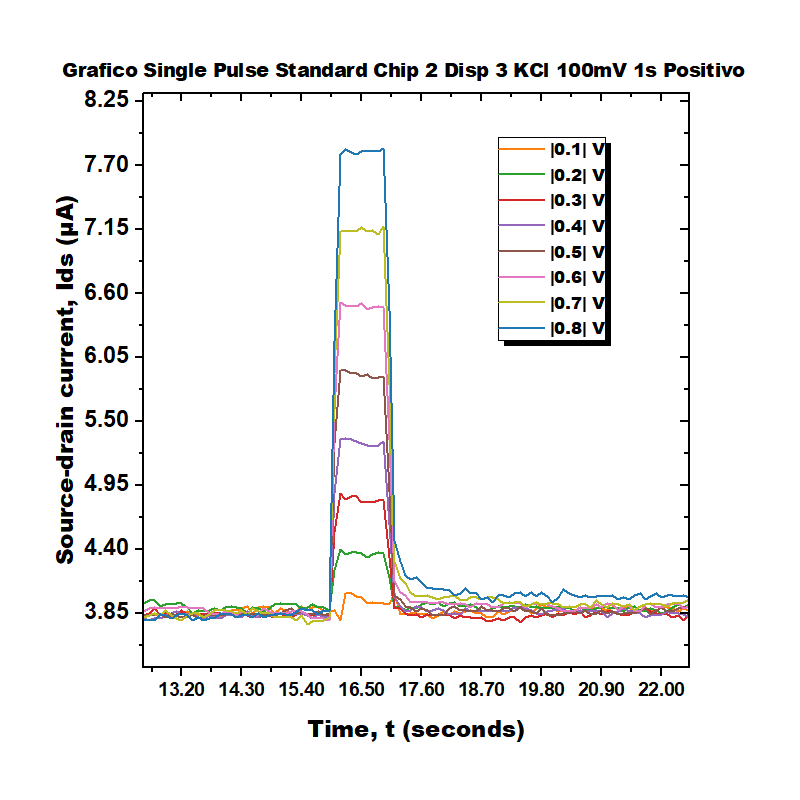 Grafico Single Pulse Standard Chip 2 Disp 3 KCl 100mV 1s Positivo
8.25
7.70
7.15
6.60
6.05
5.50
4.95
4.40
3.85
Source-drain current, Ids (µA)
|0.1| V
|0.2| V
|0.3| V
|0.4| V
|0.5| V
|0.6| V
|0.7| V
|0.8| V
13.20 14.30 15.40 16.50 17.60 18.70 19.80 20.90 22.00
Time, t (seconds)